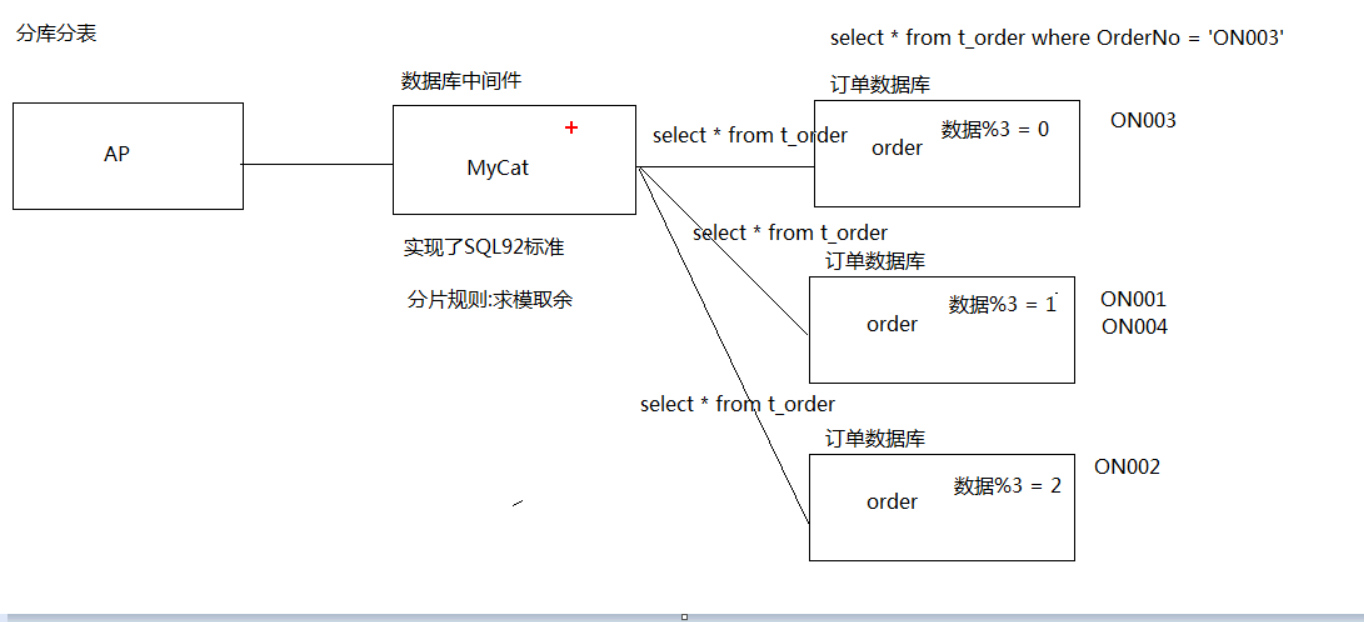 分库分表
select * from t_order where OrderNo = 'ON003'
数据库中间件
订单数据库
AP
MyCat
select * from t_order
order
数据%3 = 0
ON003
实现了SQL92标准
分片规则:求模取余
select * from t_order
订单数据库
order
数据%3 = 1
ON001
ON004
select * from t_order
订单数据库
order
数据%3 = 2
ON002